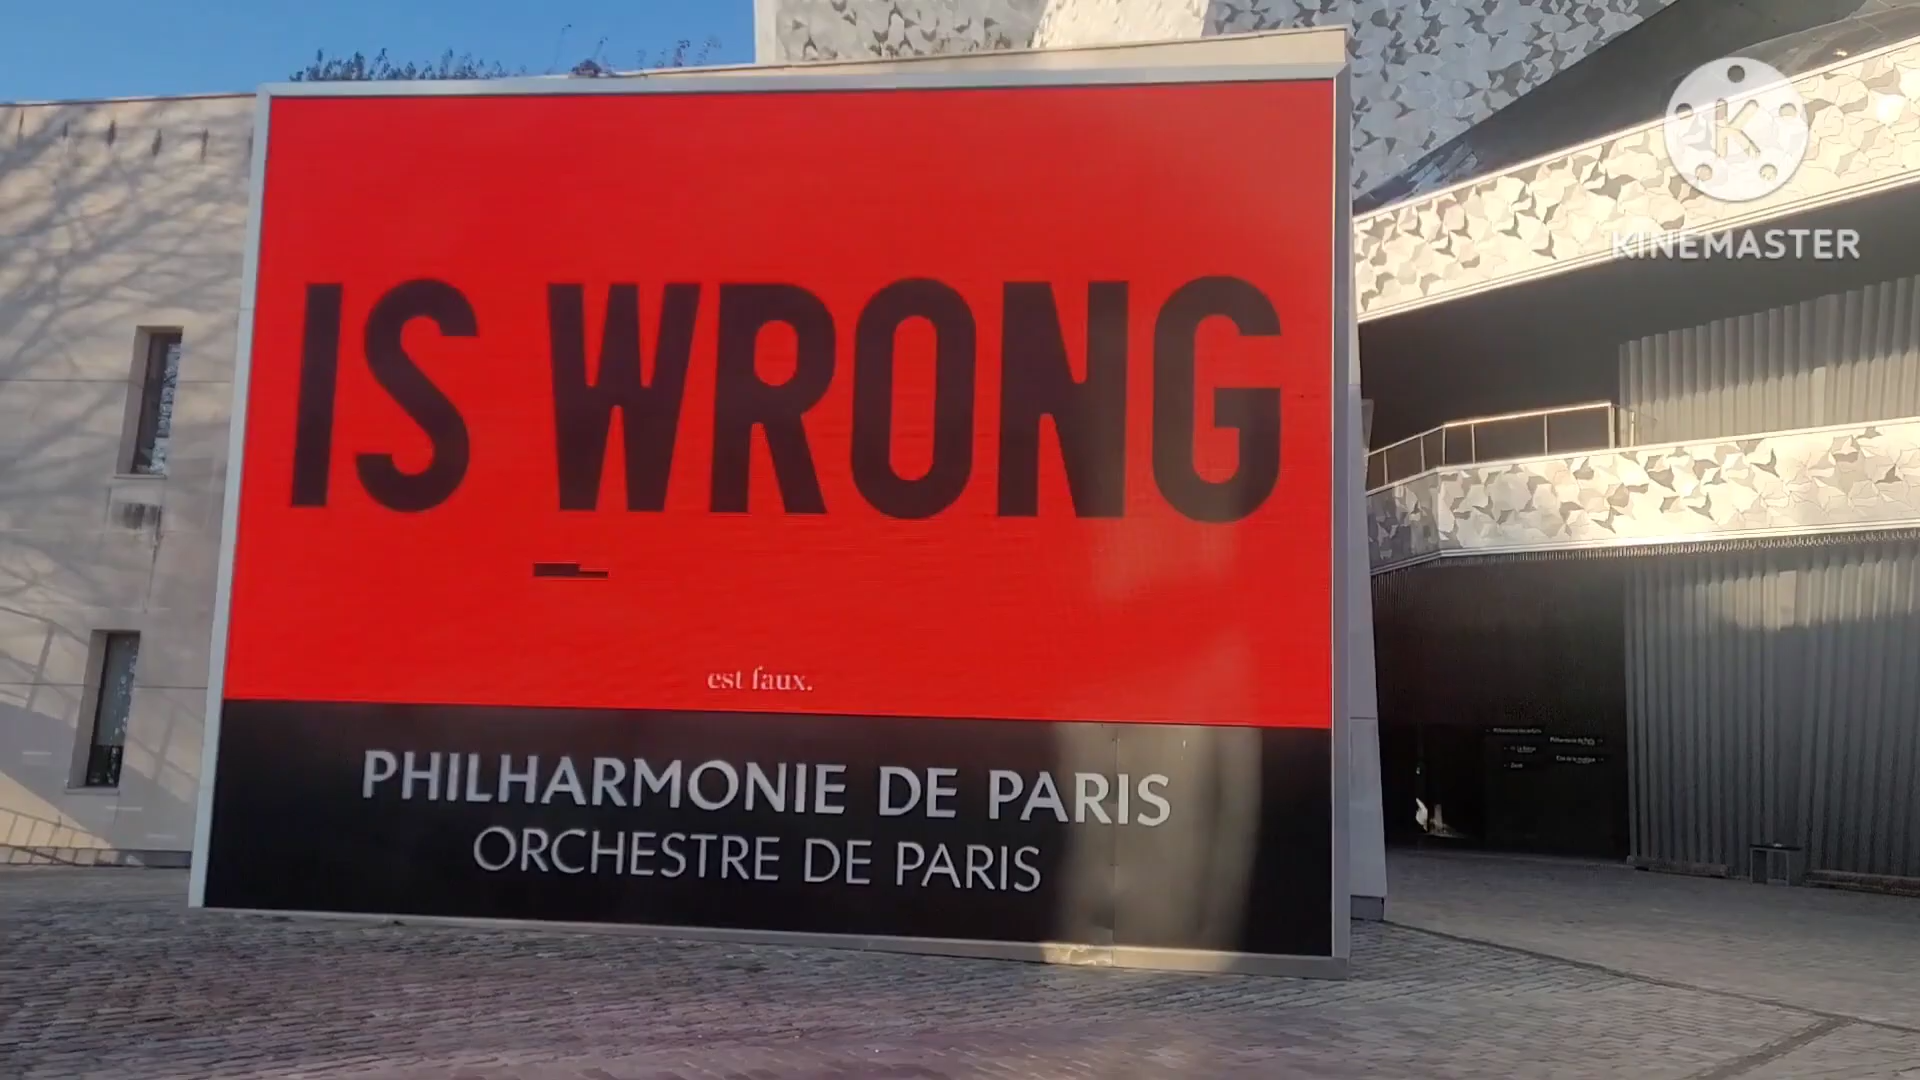 IS WRONG
est faux.
PHILHARMONIE DE PARIS
ORCHESTRE DE PARIS
K
KINEMASTER